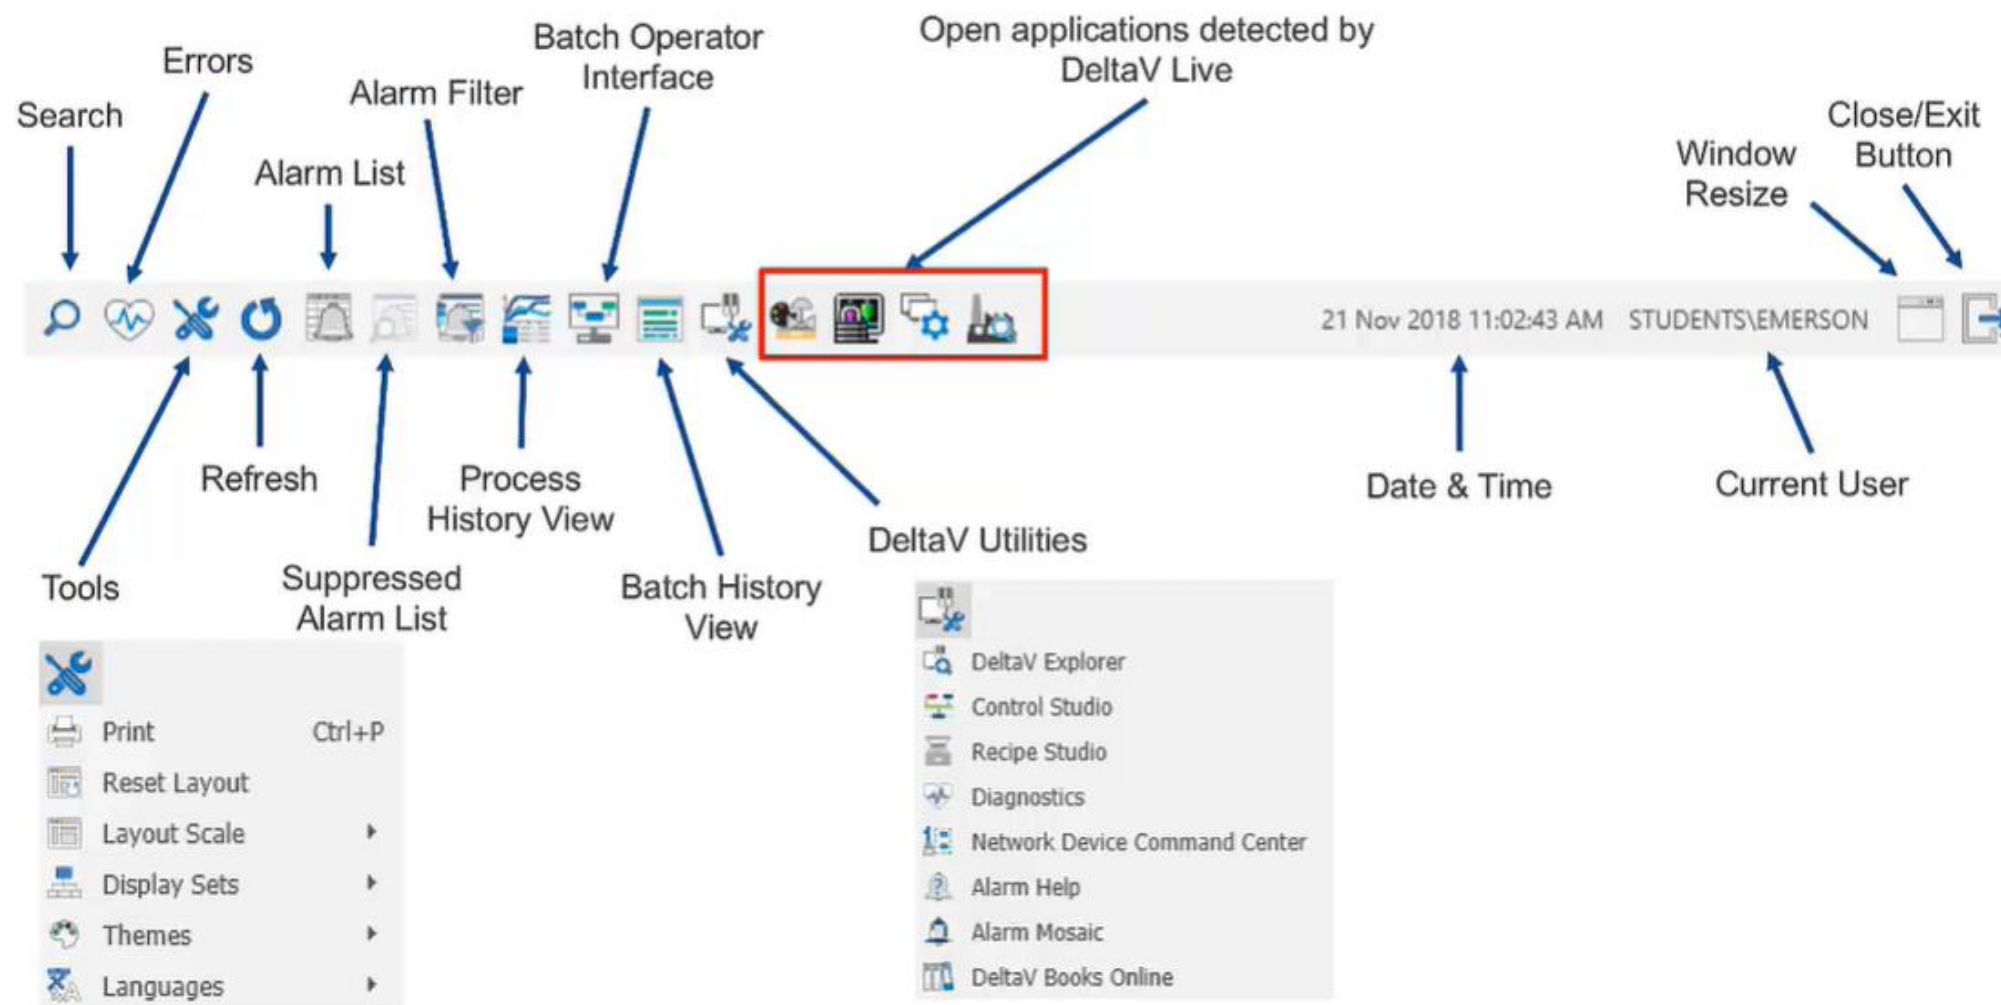 Open applications detected by
DeltaV Live
Batch Operator
Interface
Errors
Alarm Filter
Search
Close/Exit
Button
Window
Resize
Alarm List
21 Nov 2018 11:02:43 AM STUDENTS\EMERSON
Refresh
Process
History View
Date & Time
Current User
DeltaV Utilities
Tools
Suppressed
Alarm List
Batch History
View
Print Ctrl+P
Reset Layout
Layout Scale
Display Sets
Themes
Languages
DeltaV Explorer
Control Studio
Recipe Studio
Diagnostics
Network Device Command Center
Alarm Help
Alarm Mosaic
DeltaV Books Online